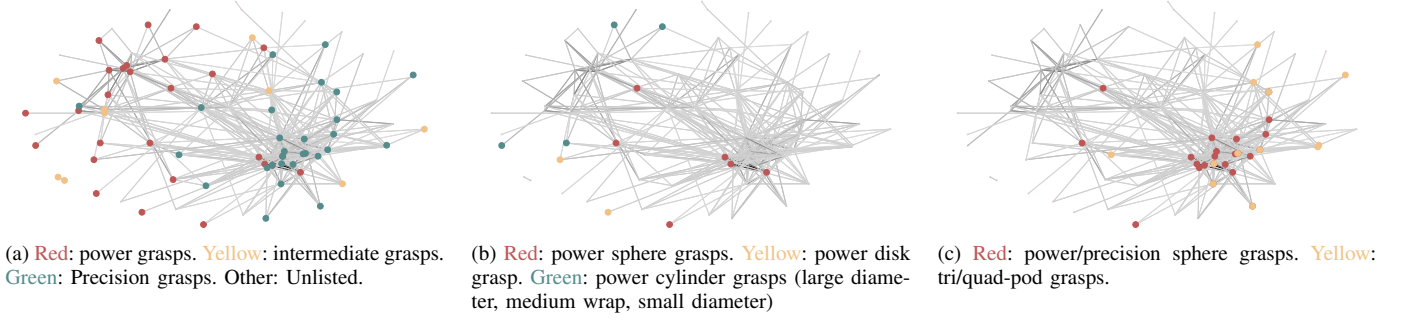 (a) Red: power grasps. Yellow: intermediate grasps.
Green: Precision grasps. Other: Unlisted.
(b) Red: power sphere grasps. Yellow: power disk
grasp. Green: power cylinder grasps (large diame-
ter, medium wrap, small diameter)
(c) Red: power/precision sphere grasps. Yellow:
tri/quad-pod grasps.